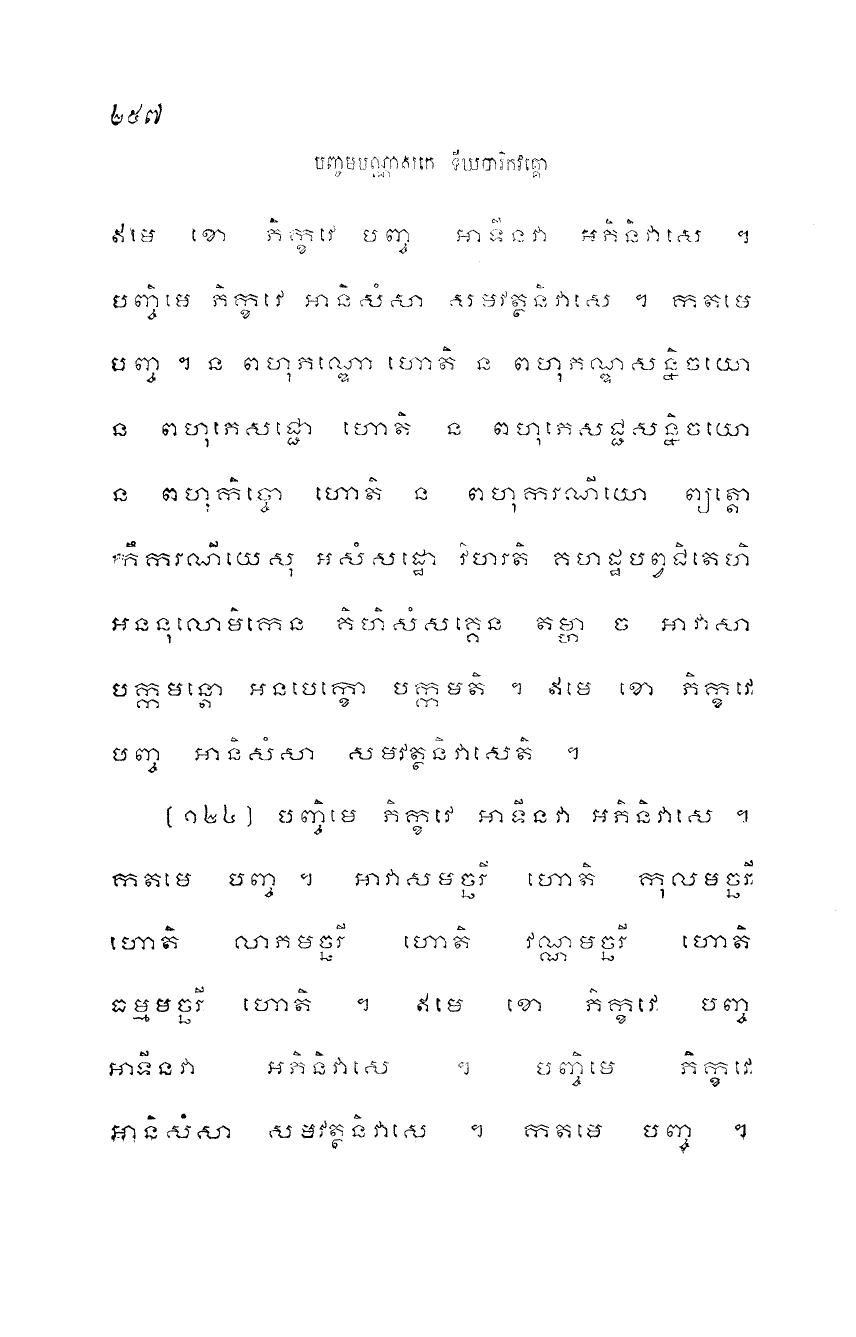 ២៥៧
បញ្ចមបណ្ណាសកេ ទីឃចារិកវគ្គោ
ឥមេ ខោ ភិក្ខវេ បញ្ច អាទីនវា អតិនិវាសេ ។
បញ្ចិមេ ភិក្ខវេ អានិសំសា សមវត្ថនិវាសេ ។ កតមេ
បញ្ច ។ ន ពហុភណ្ឌោ ហោតិ ន ពហុភណ្ឌសន្និចយោ
ន ពហុភេសជ្ជោ ហោតិ ន ពហុភេសជ្ជសន្និចយោ
ន ពហុកិច្ចោ ហោតិ ន ពហុករណីយោ ព្យត្តោ
កឹករណីយេសុ អសំសដ្ឋោ វិហរតិ គហដ្ឋបព្វជិតេហិ
អននុលោមិកេន គិហិសំសគ្គេន តម្ហា ច អាវាសា
បក្កមន្តោ អនបេក្ខោ បក្កមតិ ។ ឥមេ ខោ ភិក្ខវេ
បញ្ច អានិសំសា សមវត្ថនិវាសេតិ ។
[១២៤] បញ្ចិមេ ភិក្ខវេ អាទីនវា អតិនិវាសេ ។
កតមេ បញ្ច ។ អាវាសមច្ឆរី ហោតិ កុលមច្ឆរី
ហោតិ លាភមច្ឆរី ហោតិ វណ្ណមច្ឆរី ហោតិ
ធម្មមច្ឆរី ហោតិ ។ ឥមេ ខោ ភិក្ខវេ បញ្ច
អាទីនវា អតិនិវាសេ ។ បញ្ចិមេ ភិក្ខវេ
អានិសំសា សមវត្ថនិវាសេ ។ កតមេ បញ្ច ។